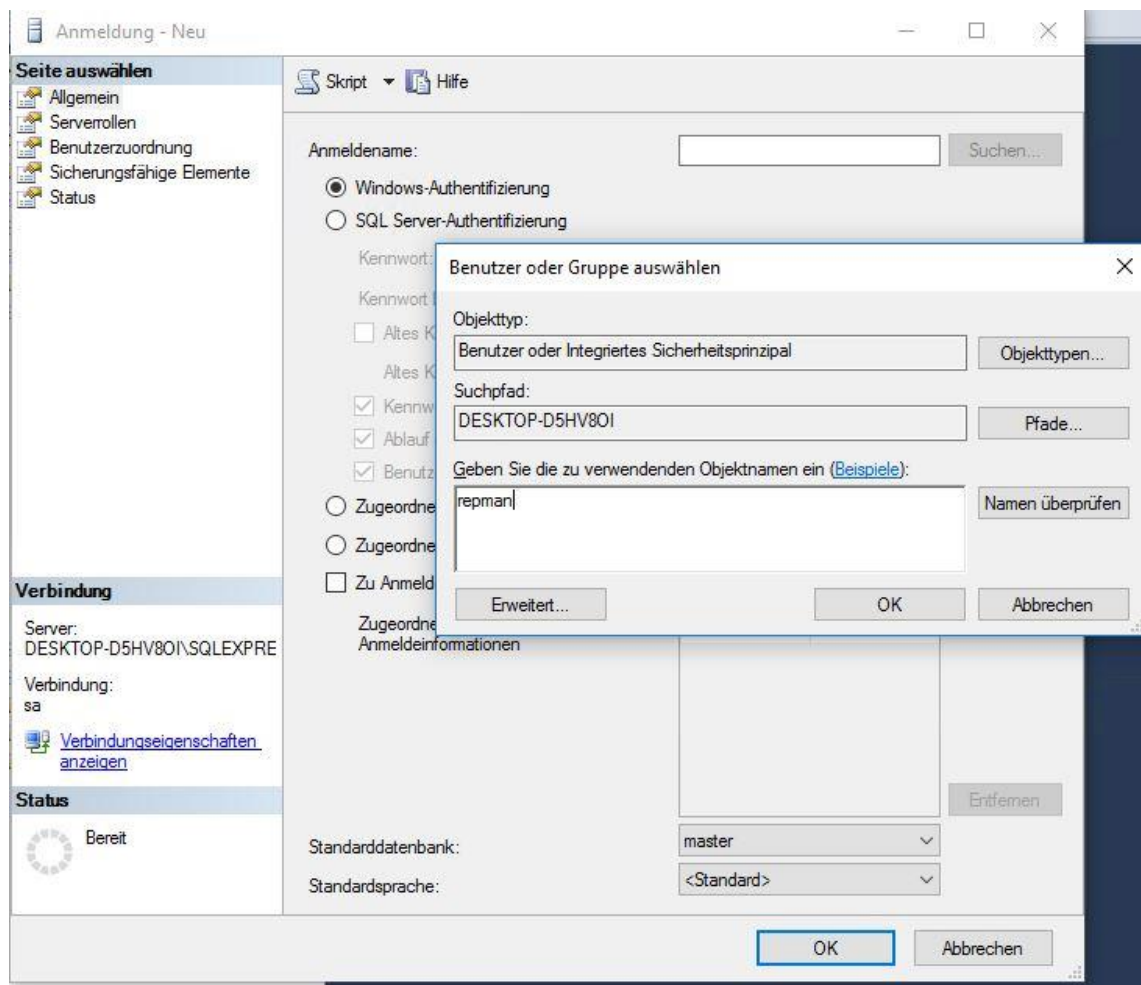 Anmeldung - Neu
Seite auswählen
Allgemein
Serverrollen
Benutzerzuordnung
Sicherungsfähige Elemente
Status
Skript
Hilfe
Anmeldename:
Suchen...
Windows-Authentifizierung
SQL Server-Authentifizierung
Kennwort:
Kennwort
Altes K
Altes K
Kennw
Ablauf
Benutz
Zugeordne
Zugeordne
Zu Anmeld
Zugeordne
Anmeldeinformationen
Entfernen
Standarddatenbank:
master
Standardsprache:
<Standard>
OK
Abbrechen
Benutzer oder Gruppe auswählen
Objekttyp:
Benutzer oder Integriertes Sicherheitsprinzipal
Objekttypen...
Suchpfad:
DESKTOP-D5HV8OI
Pfade...
Geben Sie die zu verwendenden Objektnamen ein (Beispiele):
repman
Namen überprüfen
Erweitert...
OK
Abbrechen
Verbindung
Server:
DESKTOP-D5HV8OI\SQLEXPRE
Verbindung:
sa
Verbindungseigenschaften
anzeigen
Status
Bereit